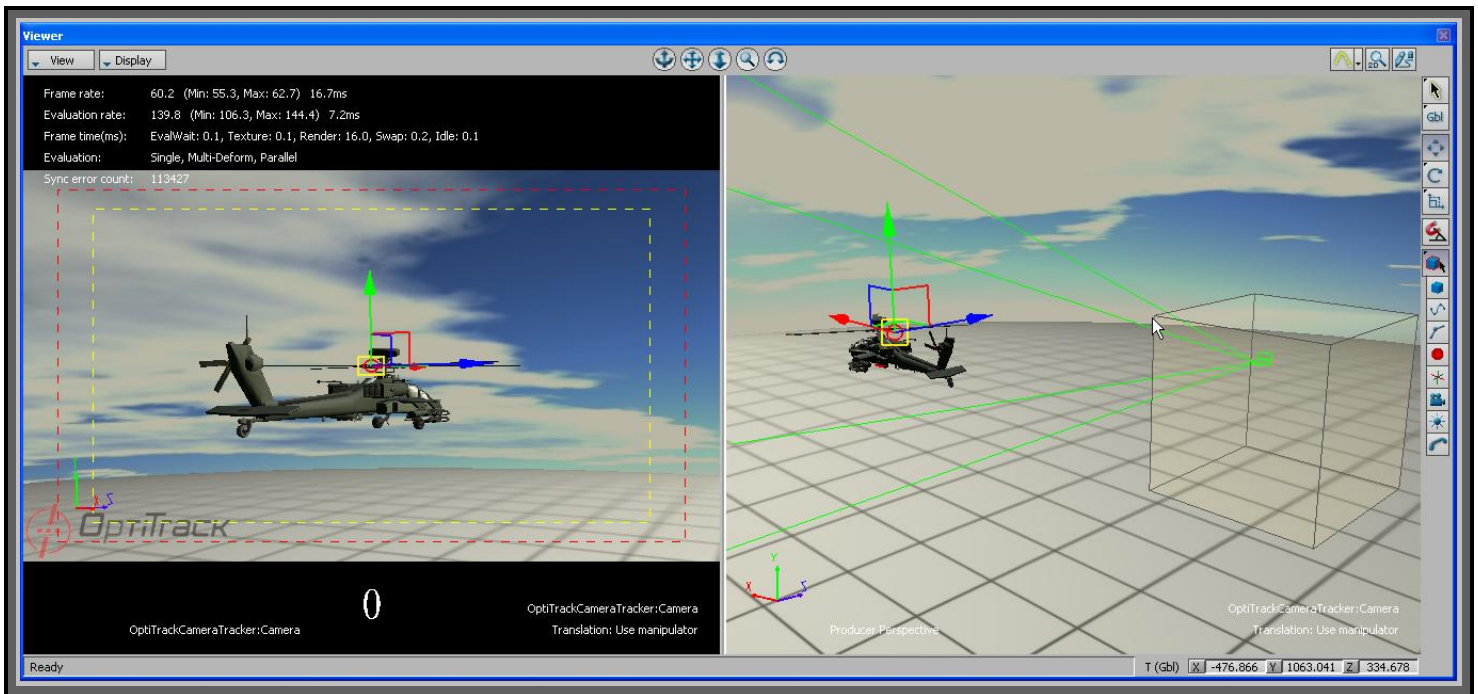 Viewer
View Display
2D
Frame rate: 60.2 (Min: 55.3, Max: 62.7) 16.7ms
Evaluation rate: 139.8 (Min: 106.3, Max: 144.4) 7.2ms
Frame time(ms): EvalWait: 0.1, Texture: 0.1, Render: 16.0, Swap: 0.2, Idle: 0.1
Evaluation: Single, Multi-Deform, Parallel
Sync error count: 113427
Y
X Z
OptiTrack
0
OptiTrackCameraTracker:Camera
OptiTrackCameraTracker:Camera
Translation: Use manipulator
Gbl
Y
X Z
Producer Perspective
OptiTrackCameraTracker:Camera
Translation: Use manipulator
Ready
T (Gbl) X -476.866 Y 1063.041 Z 334.678